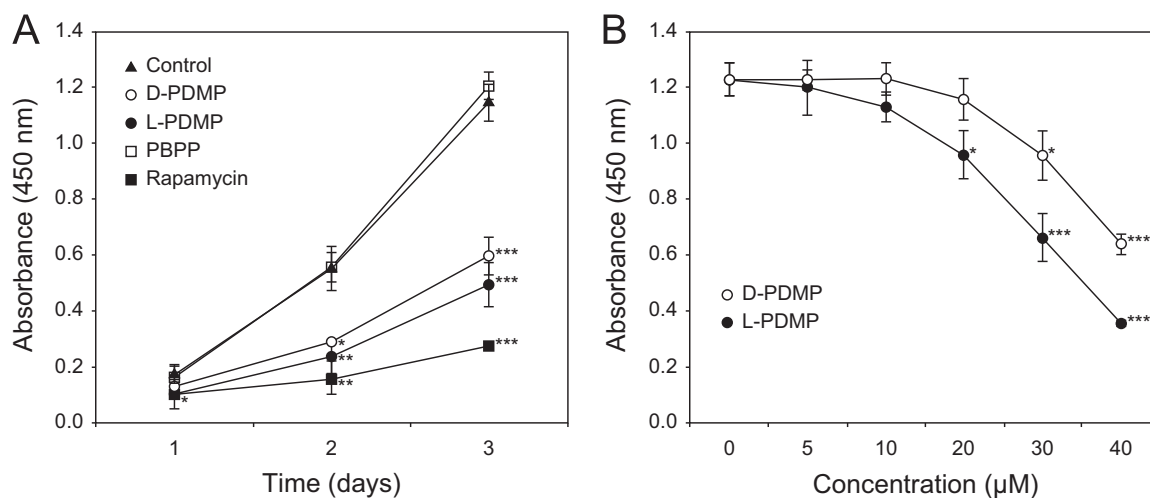 A
Absorbance (450 nm)
1.4
1.2
1.0
0.8
0.6
0.4
0.2
0.0
Control
D-PDMP
L-PDMP
PBPP
Rapamycin
*
*
**
**
***
***
***
1
2
3
Time (days)
B
Absorbance (450 nm)
1.4
1.2
1.0
0.8
0.6
0.4
0.2
0.0
*
*
***
***
***
D-PDMP
L-PDMP
0
5
10
20
30
40
Concentration (μM)